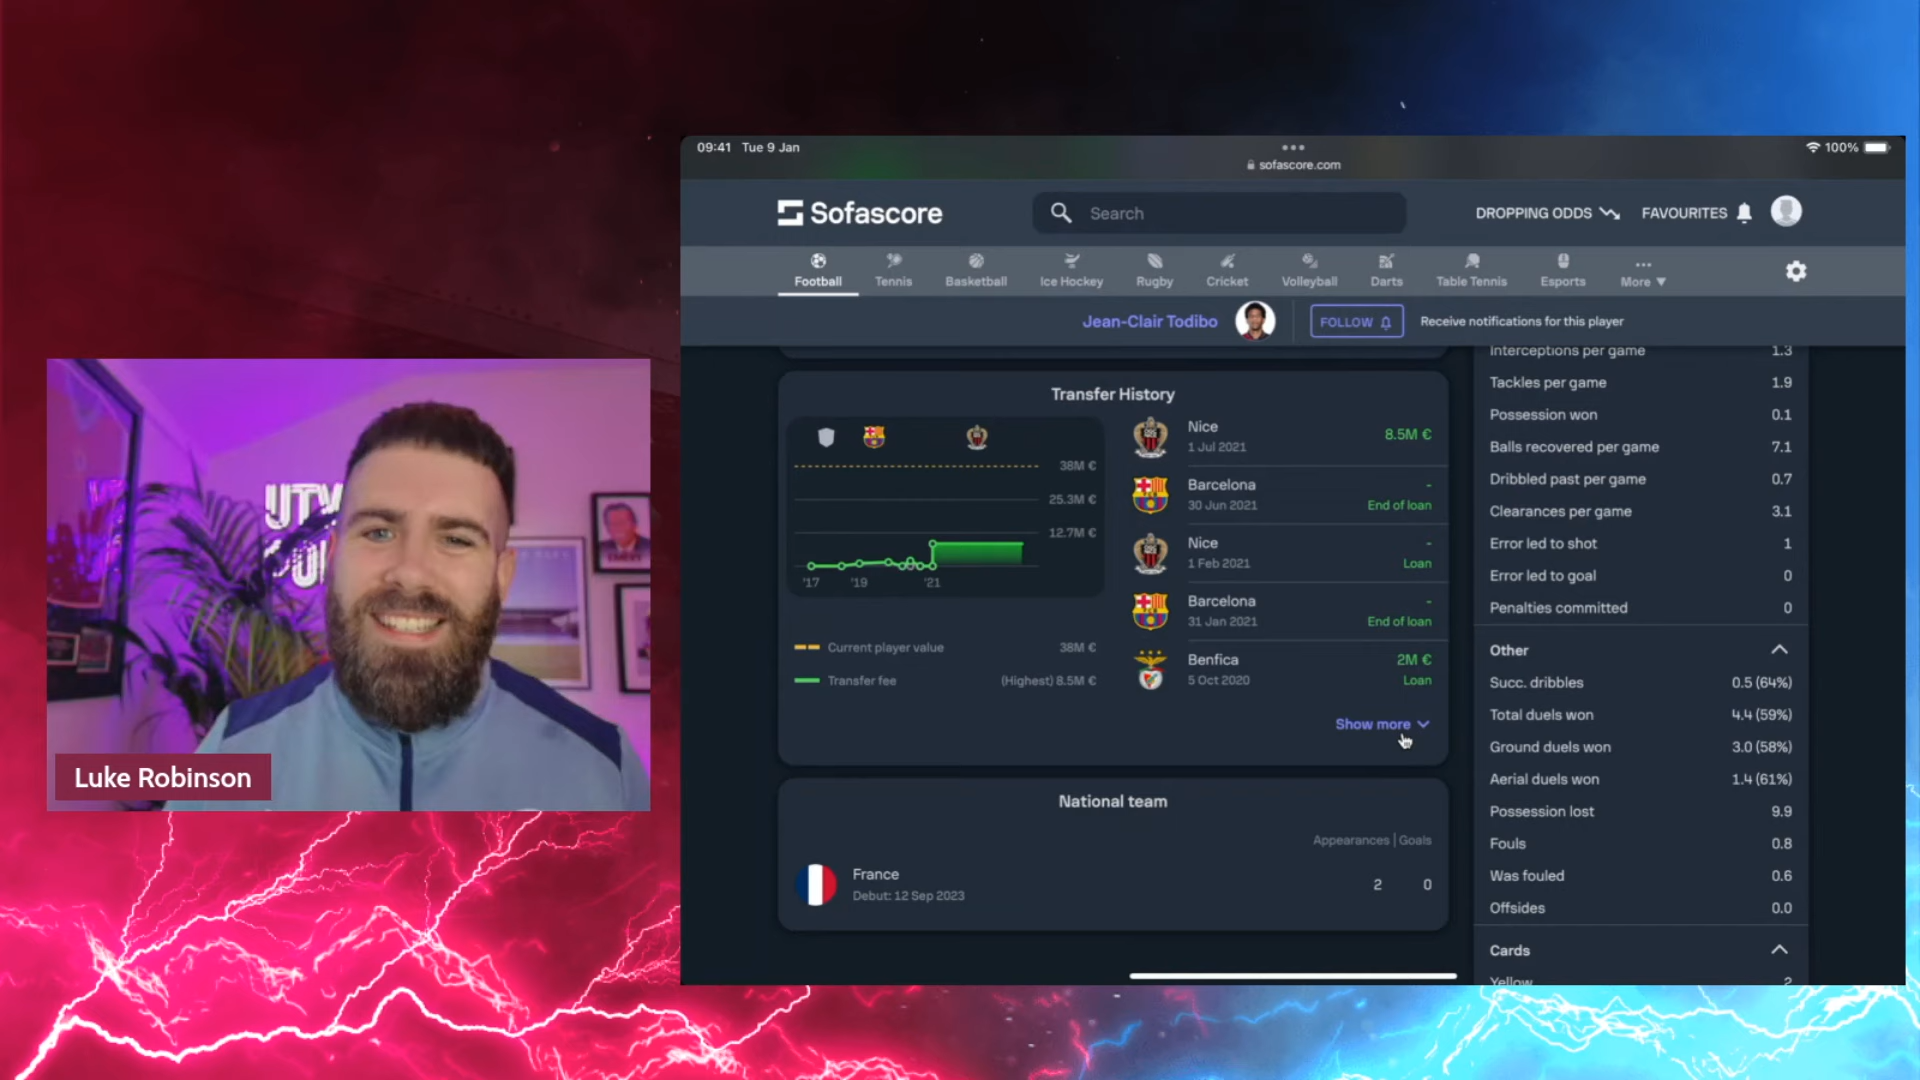 09:41 Tue 9 Jan
sofascore.com
100%
Sofascore
Search
DROPPING ODDS
FAVOURITES
Football
Tennis
Basketball
Ice Hockey
Rugby
Cricket
Volleyball
Darts
Table Tennis
Esports
More ▼
Jean-Clair Todibo
FOLLOW
Receive notifications for this player
Transfer History
38M €
25.3M €
12.7M €
'17 '19 '21
Current player value 38M €
Transfer fee (Highest) 8.5M €
Nice 8.5M €
1 Jul 2021
Barcelona -
30 Jun 2021 End of loan
Nice -
1 Feb 2021 Loan
Barcelona -
31 Jan 2021 End of loan
Benfica 2M €
5 Oct 2020 Loan
Show more
National team
Appearances | Goals
France 2 0
Debut: 12 Sep 2023
Interceptions per game 1.3
Tackles per game 1.9
Possession won 0.1
Balls recovered per game 7.1
Dribbled past per game 0.7
Clearances per game 3.1
Error led to shot 1
Error led to goal 0
Penalties committed 0
Other
Succ. dribbles 0.5 (64%)
Total duels won 4.4 (59%)
Ground duels won 3.0 (58%)
Aerial duels won 1.4 (61%)
Possession lost 9.9
Fouls 0.8
Was fouled 0.6
Offsides 0.0
Cards
Yellow 2
Luke Robinson